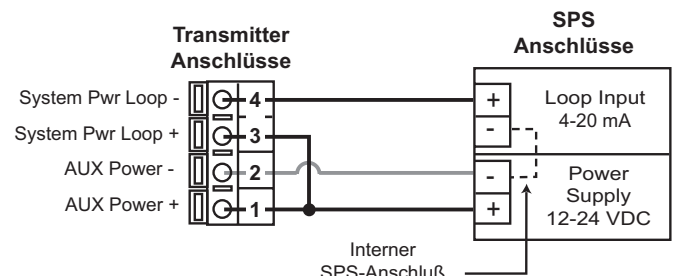 Transmitter
Anschlüsse
SPS
Anschlüsse
System Pwr Loop -
4
+
Loop Input
4-20 mA
System Pwr Loop +
3
-
AUX Power -
2
-
Power
Supply
12-24 VDC
AUX Power +
1
+
Interner
SPS-Anschluß